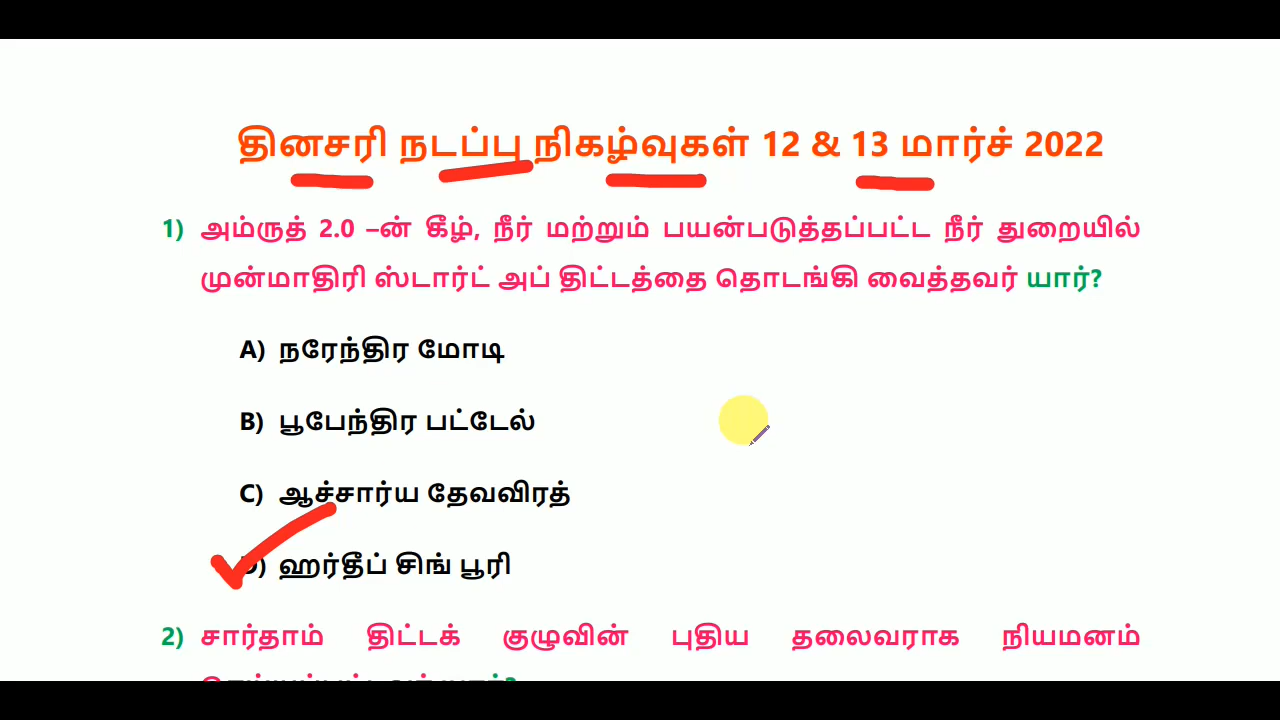 தினசரி நடப்பு நிகழ்வுகள் 12 & 13 மார்ச் 2022
1) அம்ருத் 2.0 –ன் கீழ், நீர் மற்றும் பயன்படுத்தப்பட்ட நீர் துறையில்
முன்மாதிரி ஸ்டார்ட் அப் திட்டத்தை தொடங்கி வைத்தவர் யார்?
A) நரேந்திர மோடி
B) பூபேந்திர பட்டேல்
C) ஆச்சார்ய தேவவிரத்
D) ஹர்தீப் சிங் பூரி
2) சார்தாம் திட்டக் குழுவின் புதிய தலைவராக நியமனம்